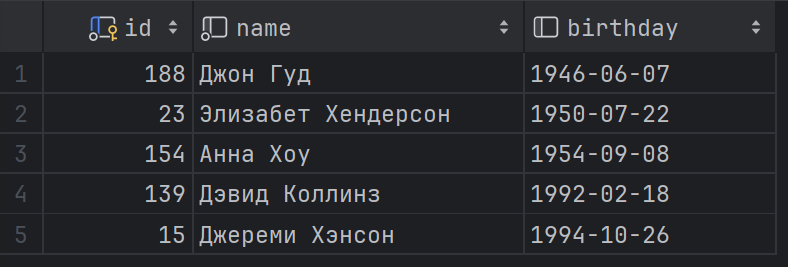 id name birthday
1 188 Джон Гуд 1946-06-07
2 23 Элизабет Хендерсон 1950-07-22
3 154 Анна Хоу 1954-09-08
4 139 Дэвид Коллинз 1992-02-18
5 15 Джереми Хэнсон 1994-10-26